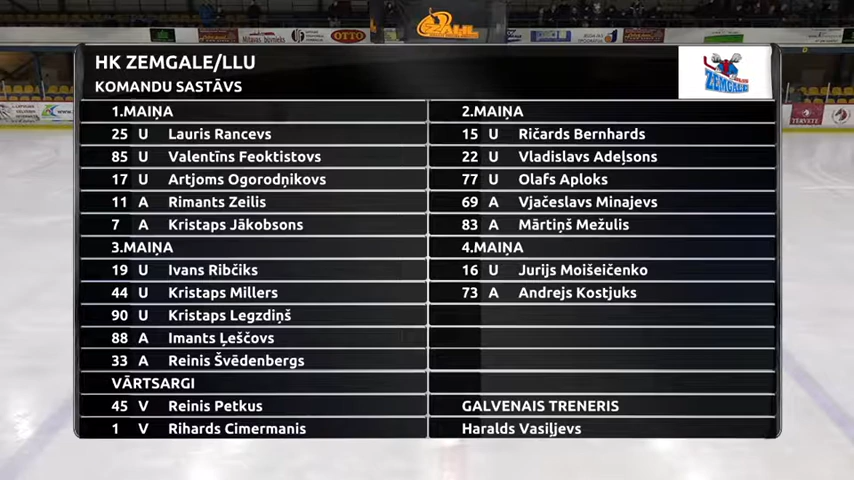 Mītavas būvnieks
OTTO
HK ZEMGALE/LLU
KOMANDU SASTĀVS
ZEMGALE
1.MAIŅA
25 U Lauris Rancevs
85 U Valentīns Feoktistovs
17 U Artjoms Ogorodņikovs
11 A Rimants Zeilis
7 A Kristaps Jākobsons
2.MAIŅA
15 U Ričards Bernhards
22 U Vladislavs Adeļsons
77 U Olafs Aploks
69 A Vjačeslavs Minajevs
83 A Mārtiņš Mežulis
3.MAIŅA
19 U Ivans Ribčiks
44 U Kristaps Millers
90 U Kristaps Legzdiņš
88 A Imants Ļeščovs
33 A Reinis Švēdenbergs
4.MAIŅA
16 U Jurijs Moišeičenko
73 A Andrejs Kostjuks
VĀRTSARGI
45 V Reinis Petkus
1 V Rihards Cimermanis
GALVENAIS TRENERIS
Haralds Vasiļjevs
TĒRVETE